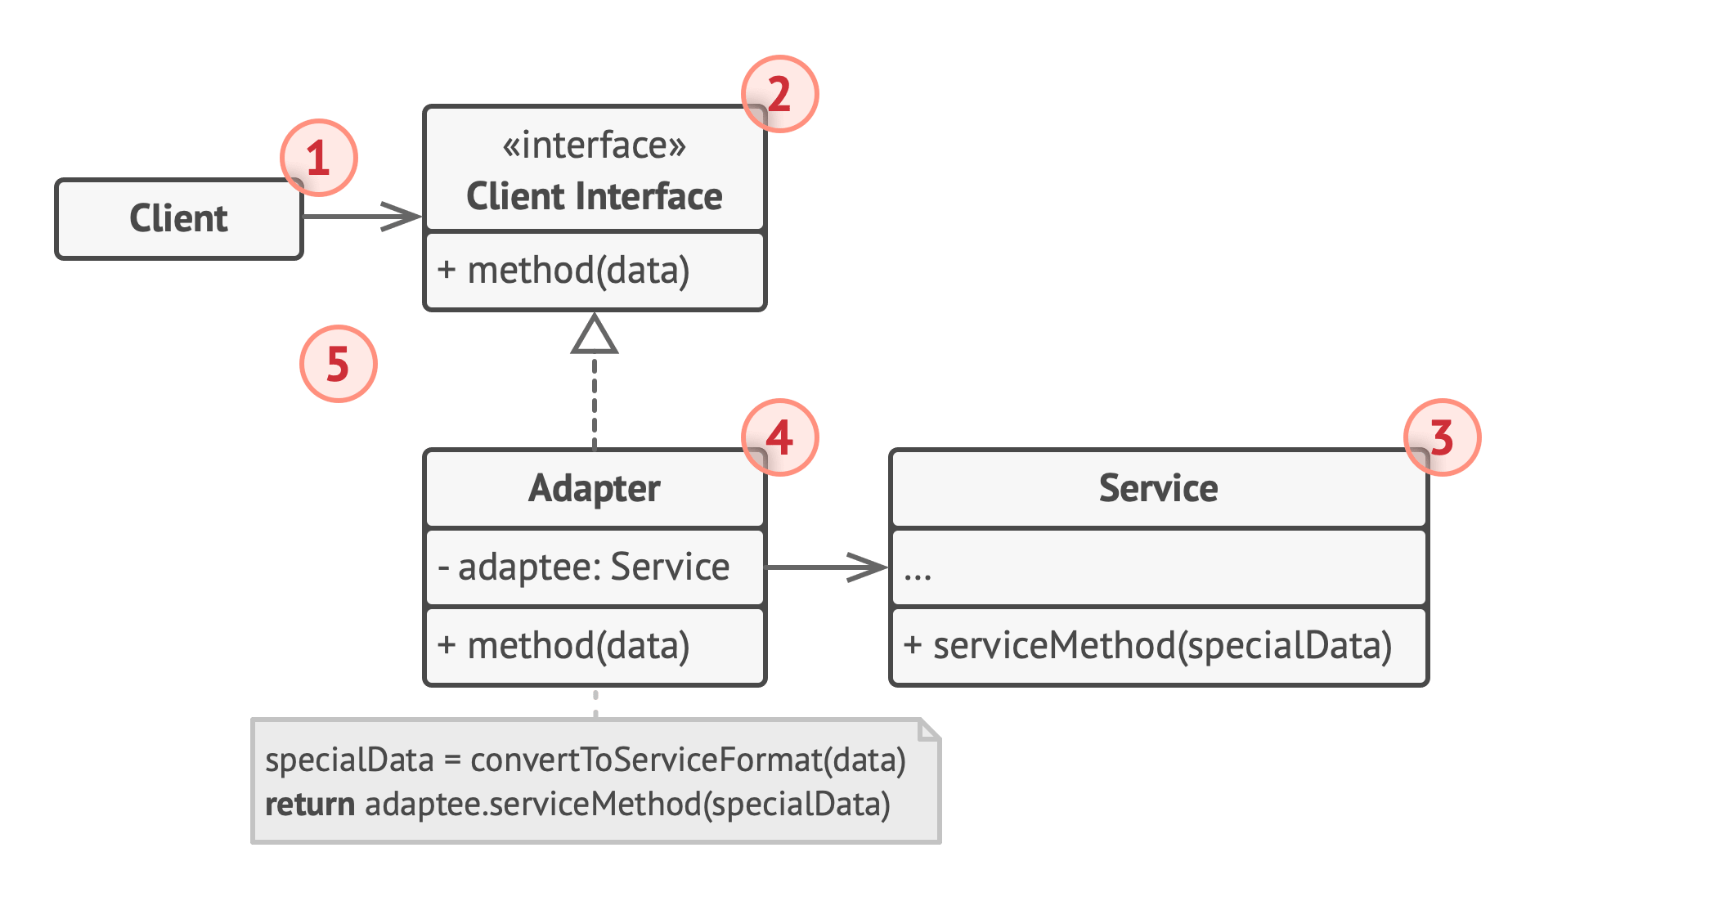 1
Client
2
«interface»
Client Interface
+ method(data)
5
4
Adapter
- adaptee: Service
+ method(data)
3
Service
...
+ serviceMethod(specialData)
specialData = convertToServiceFormat(data)
return adaptee.serviceMethod(specialData)